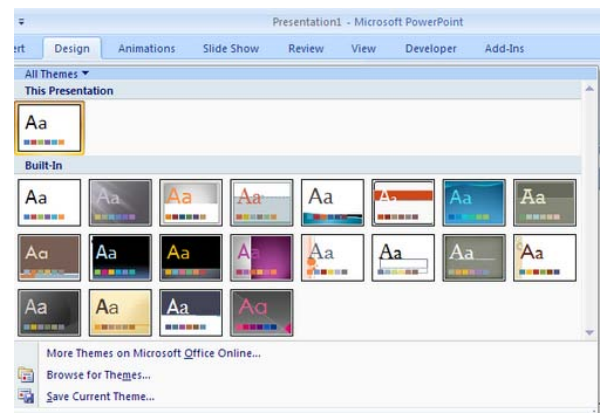 Presentation1 - Microsoft PowerPoint
ert Design Animations Slide Show Review View Developer Add-Ins
All Themes
This Presentation
Aa
Built-In
Aa Aa Aa Aa Aa Aa Aa Aa
Aa Aa Aa Aa Aa Aa Aa Aa
Aa Aa Aa Aa
More Themes on Microsoft Office Online...
Browse for Themes...
Save Current Theme...